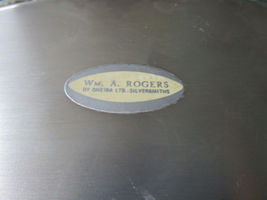 WM. A. ROGERS
BY ONEIDA LTD. SILVERSMITHS